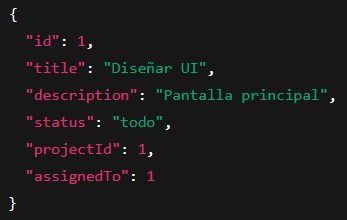 {
  "id": 1,
  "title": "Diseñar UI",
  "description": "Pantalla principal",
  "status": "todo",
  "projectId": 1,
  "assignedTo": 1
}